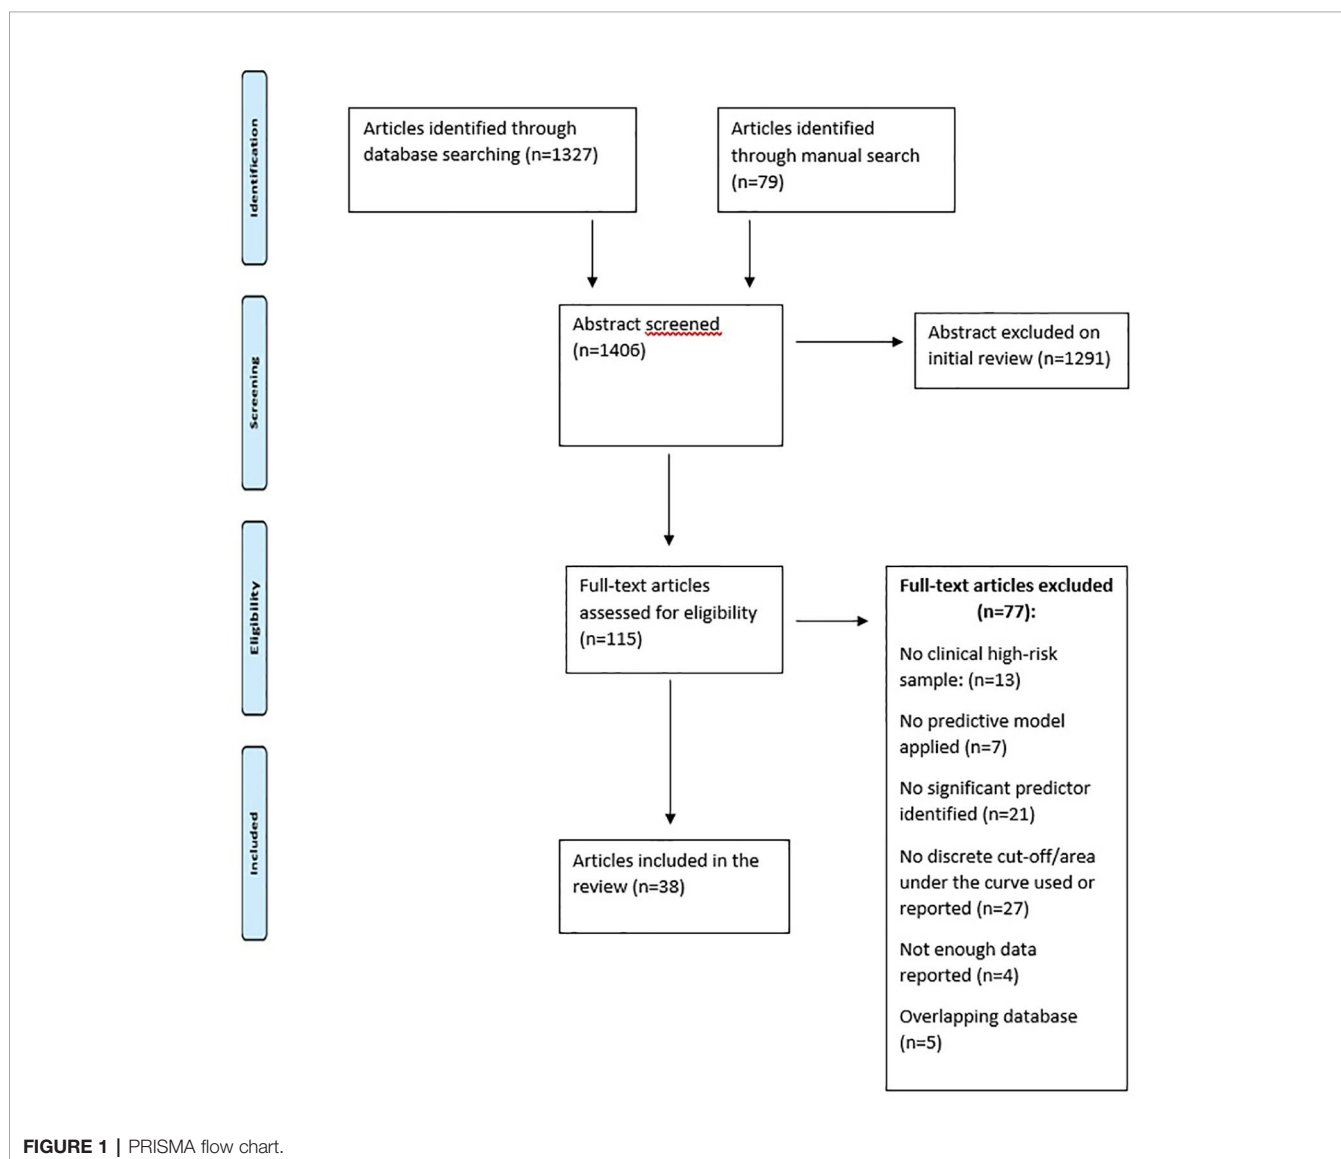 Identification
Articles identified through
database searching (n=1327)
Articles identified
through manual search
(n=79)
Screening
Abstract screened
(n=1406)
Abstract excluded on
initial review (n=1291)
Eligibility
Full-text articles
assessed for eligibility
(n=115)
Full-text articles excluded
(n=77):
No clinical high-risk
sample: (n=13)
No predictive model
applied (n=7)
No significant predictor
identified (n=21)
No discrete cut-off/area
under the curve used or
reported (n=27)
Not enough data
reported (n=4)
Overlapping database
(n=5)
Included
Articles included in the
review (n=38)
FIGURE 1 | PRISMA flow chart.